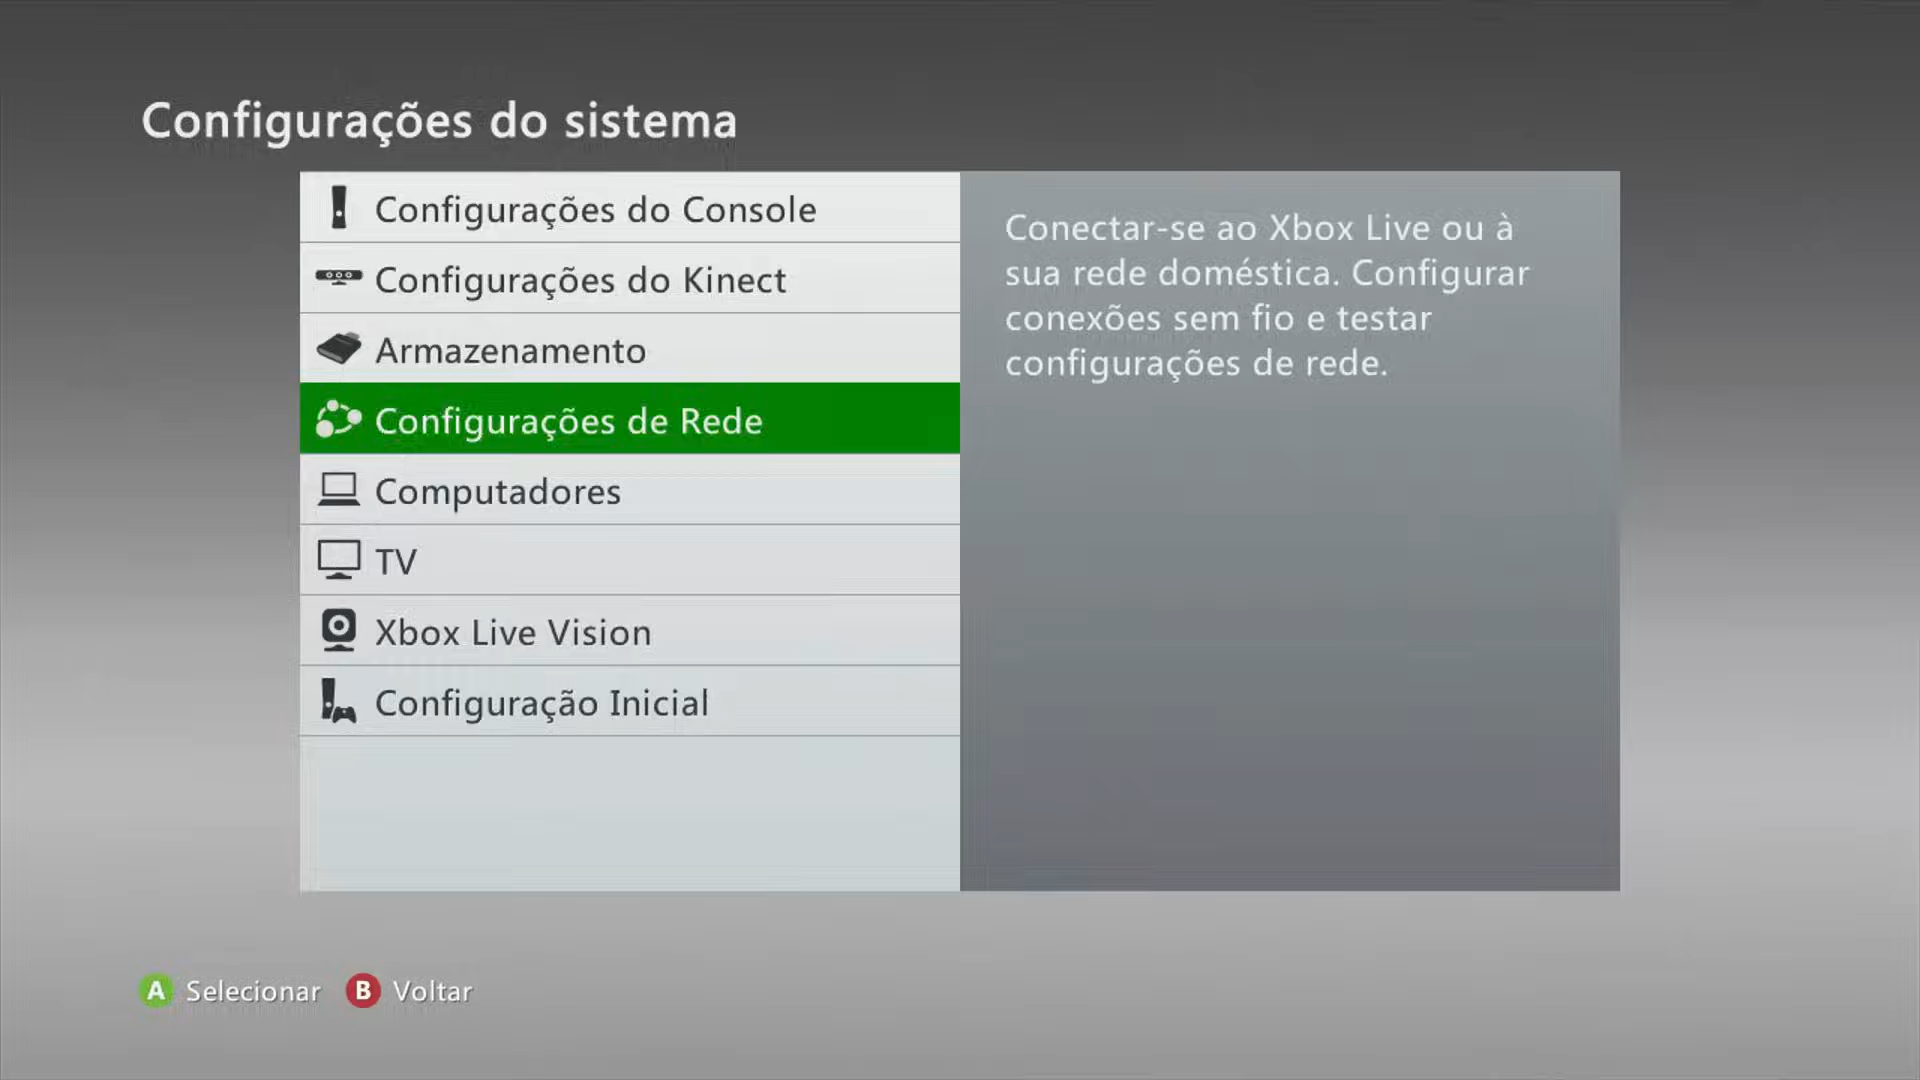 Configurações do sistema
Configurações do Console
Configurações do Kinect
Armazenamento
Configurações de Rede
Computadores
TV
Xbox Live Vision
Configuração Inicial
Conectar-se ao Xbox Live ou à
sua rede doméstica. Configurar
conexões sem fio e testar
configurações de rede.
A Selecionar B Voltar